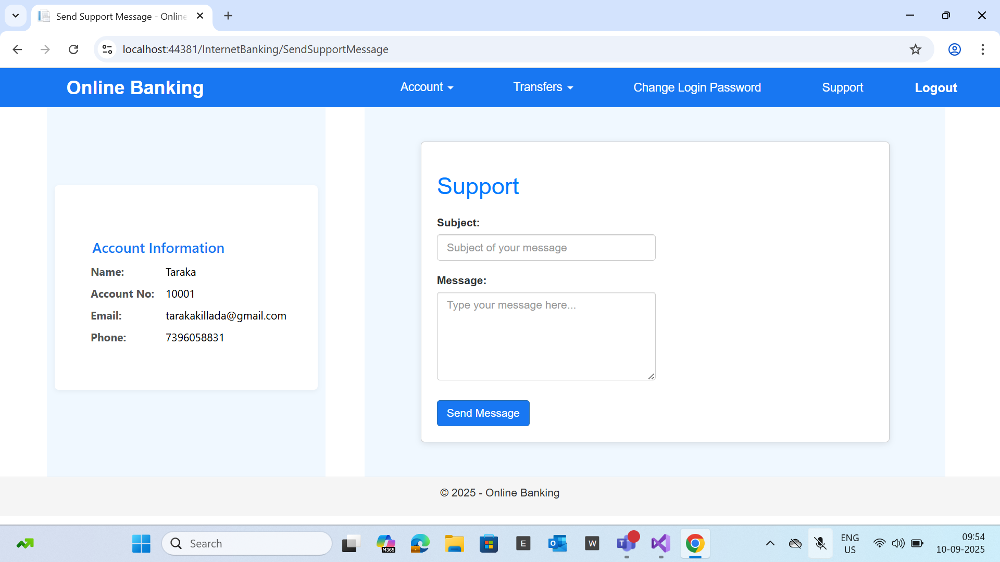 Send Support Message - Online
localhost:44381/InternetBanking/SendSupportMessage
Online Banking
Account
Transfers
Change Login Password
Support
Logout
Account Information
Name: Taraka
Account No: 10001
Email: tarakakillada@gmail.com
Phone: 7396058831
Support
Subject:
Subject of your message
Message:
Type your message here...
Send Message
© 2025 - Online Banking
Search
M365
E
O
W
T
ENG
US
09:54
10-09-2025